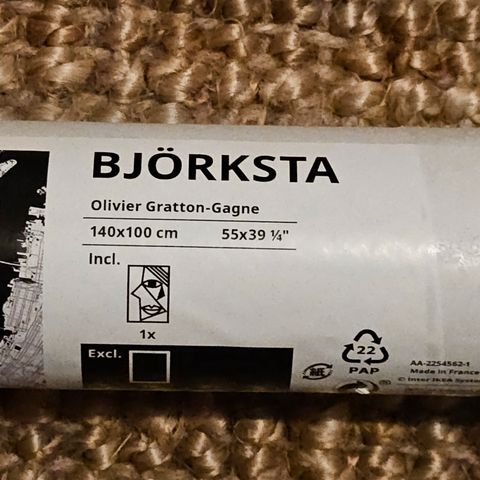 BJÖRKSTA
Olivier Gratton-Gagne
140x100 cm 55x39 ¼"
Incl.
1x
Excl.
22
PAP
AA-2254562-1
Made in France
© Inter IKEA System